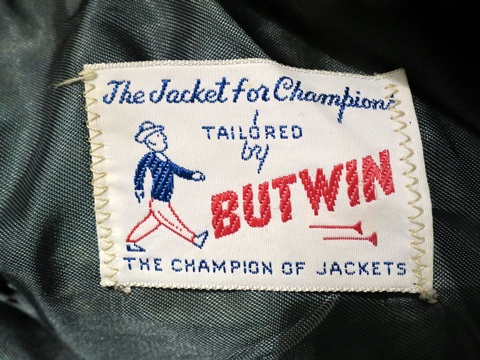 The Jacket for Champions
TAILORED
by
BUTWIN
THE CHAMPION OF JACKETS